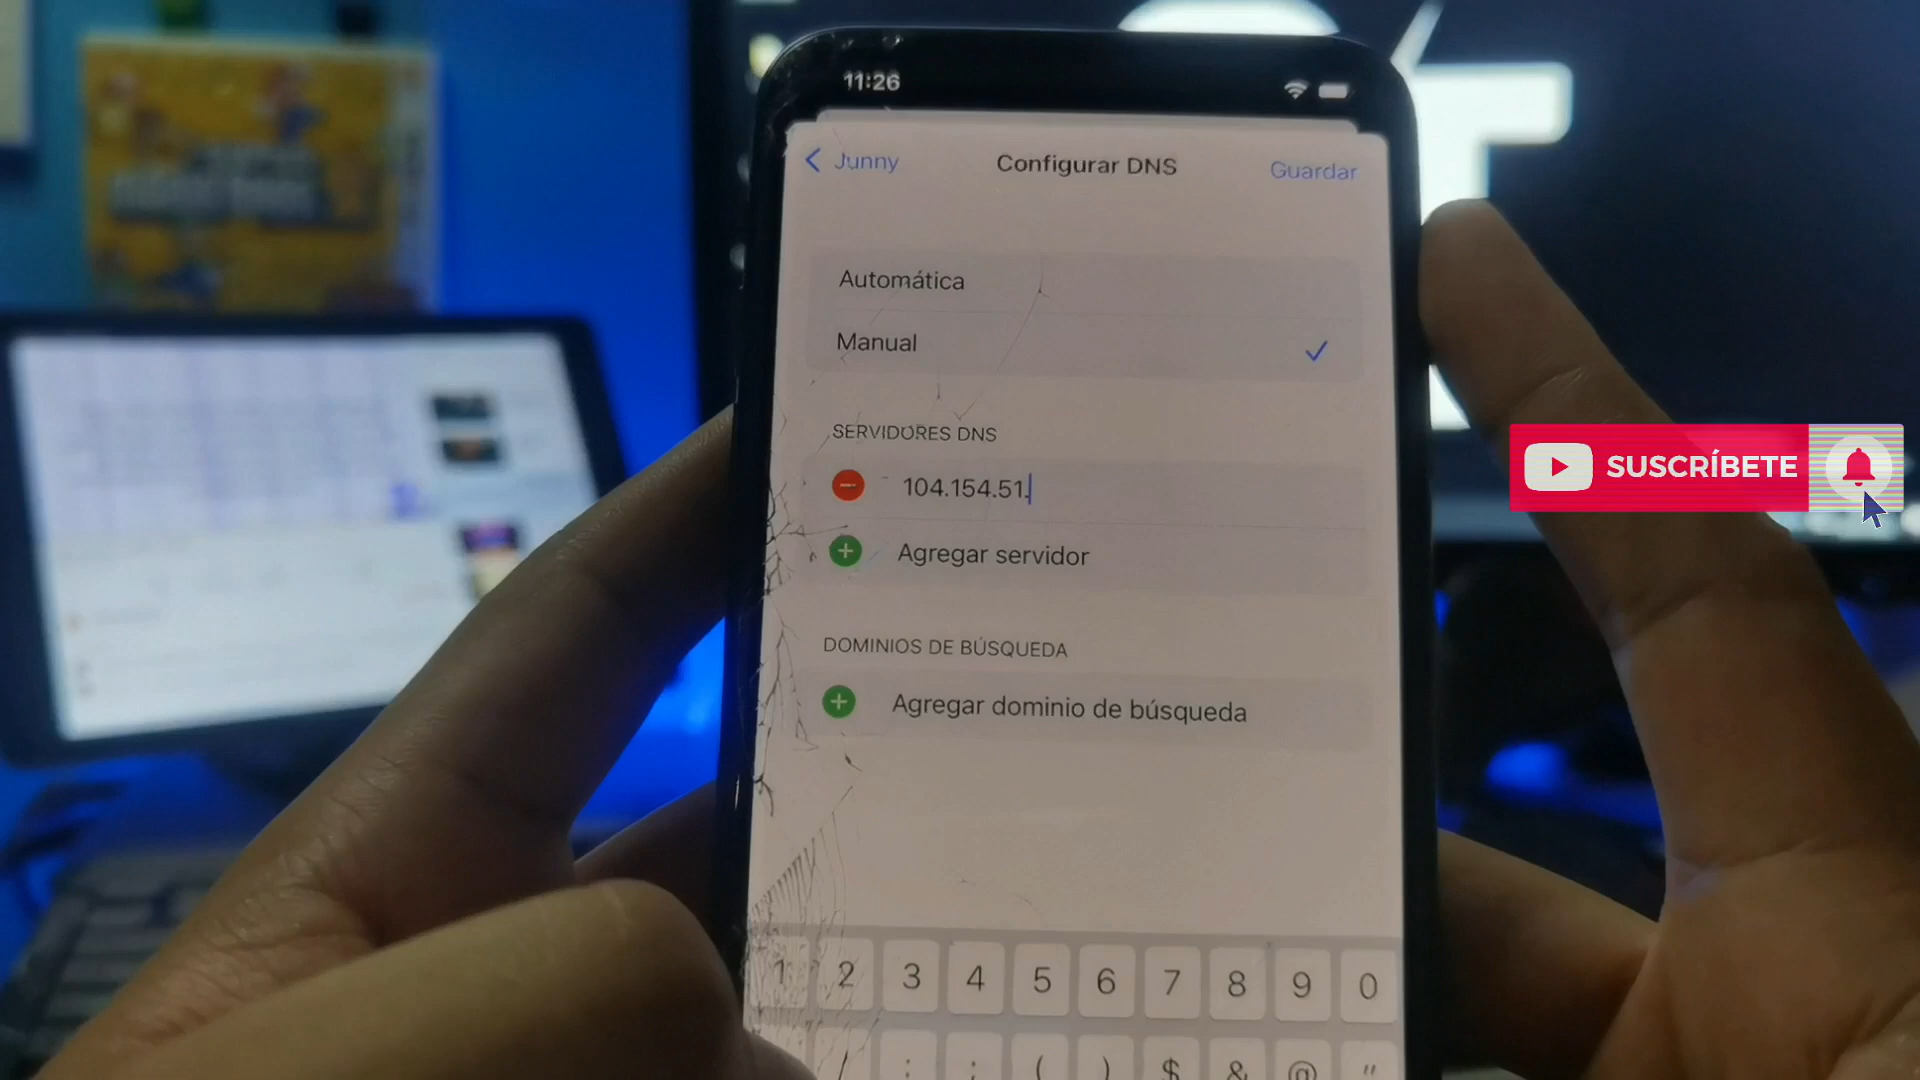 11:26
Junny
Configurar DNS
Guardar
Automática
Manual
SERVIDORES DNS
104.154.51.
Agregar servidor
DOMINIOS DE BÚSQUEDA
Agregar dominio de búsqueda
SUSCRÍBETE
1 2 3 4 5 6 7 8 9 0
/ : ; ( ) $ & @ "